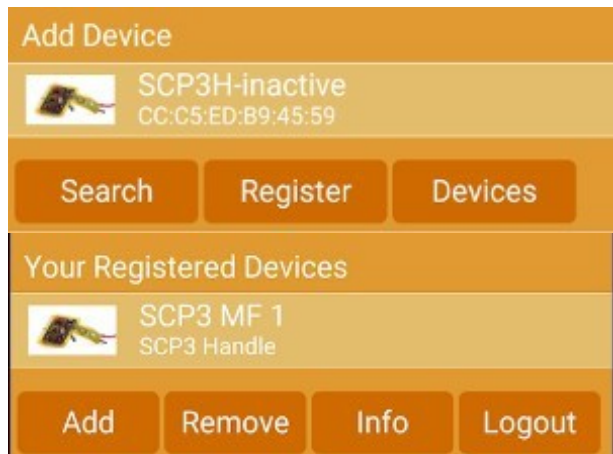 Add Device
SCP3H-inactive
CC:C5:ED:B9:45:59
Search Register Devices
Your Registered Devices
SCP3 MF 1
SCP3 Handle
Add Remove Info Logout